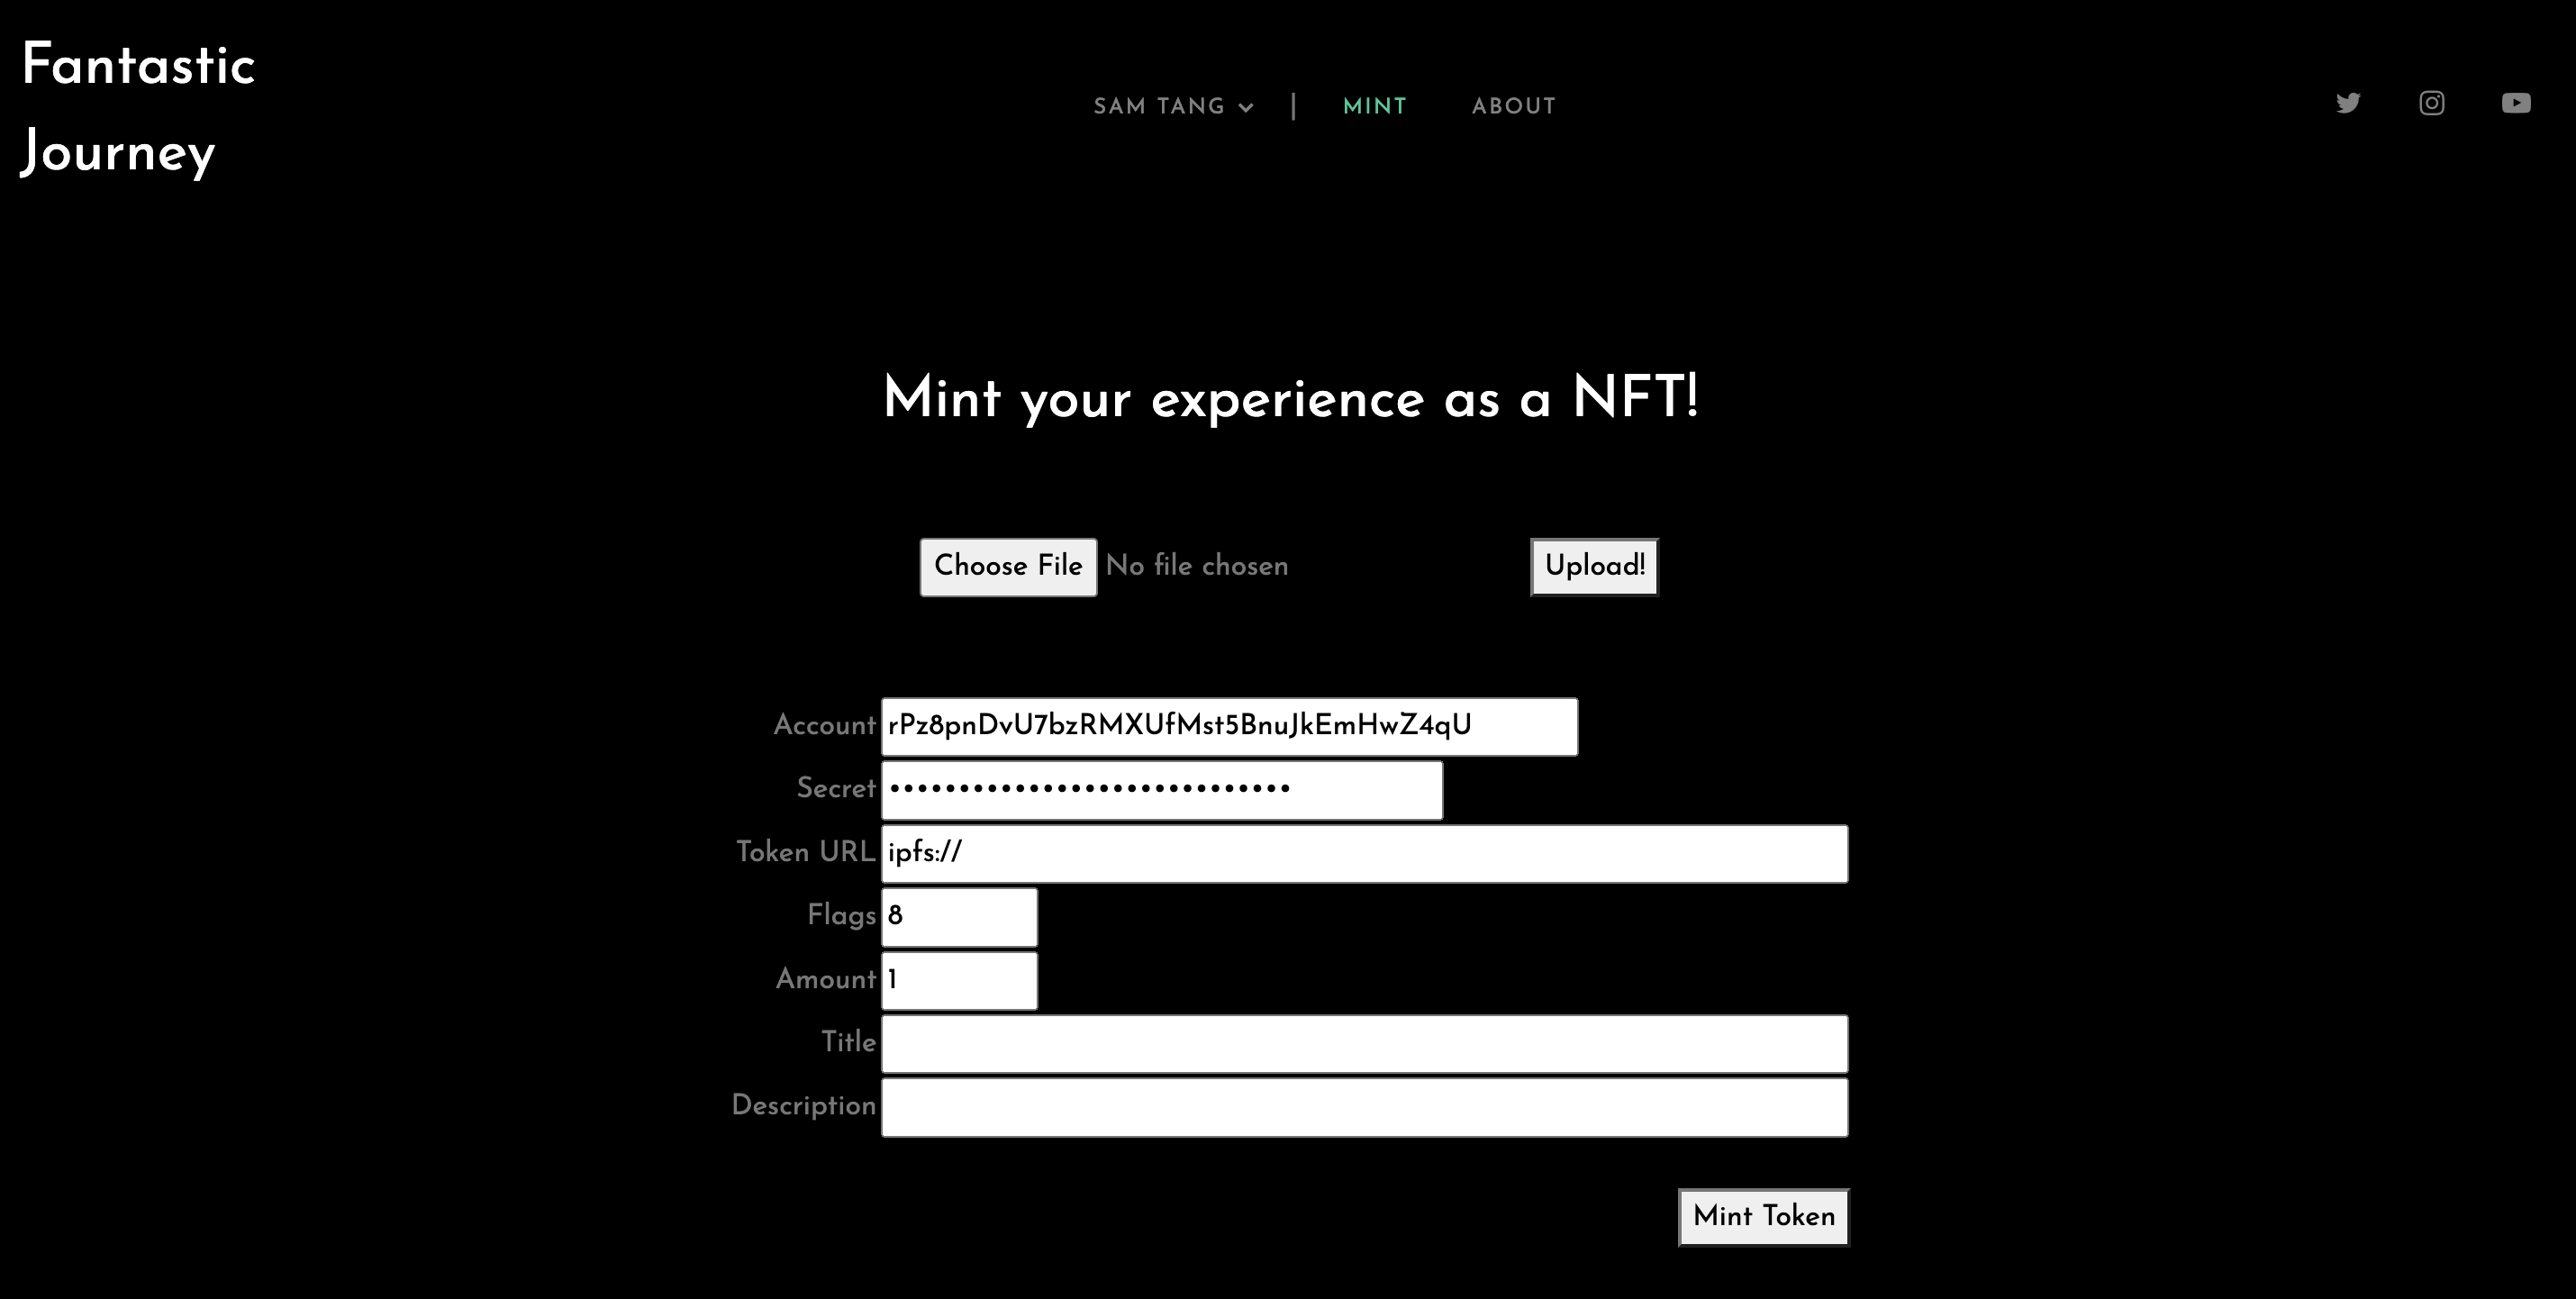 Fantastic
Journey
SAM TANG | MINT ABOUT
Mint your experience as a NFT!
Choose File No file chosen Upload!
Account rPz8pnDvU7bzRMXUfMst5BnuJkEmHwZ4qU
Secret •••••••••••••••••••••••••••••
Token URL ipfs://
Flags 8
Amount 1
Title
Description
Mint Token